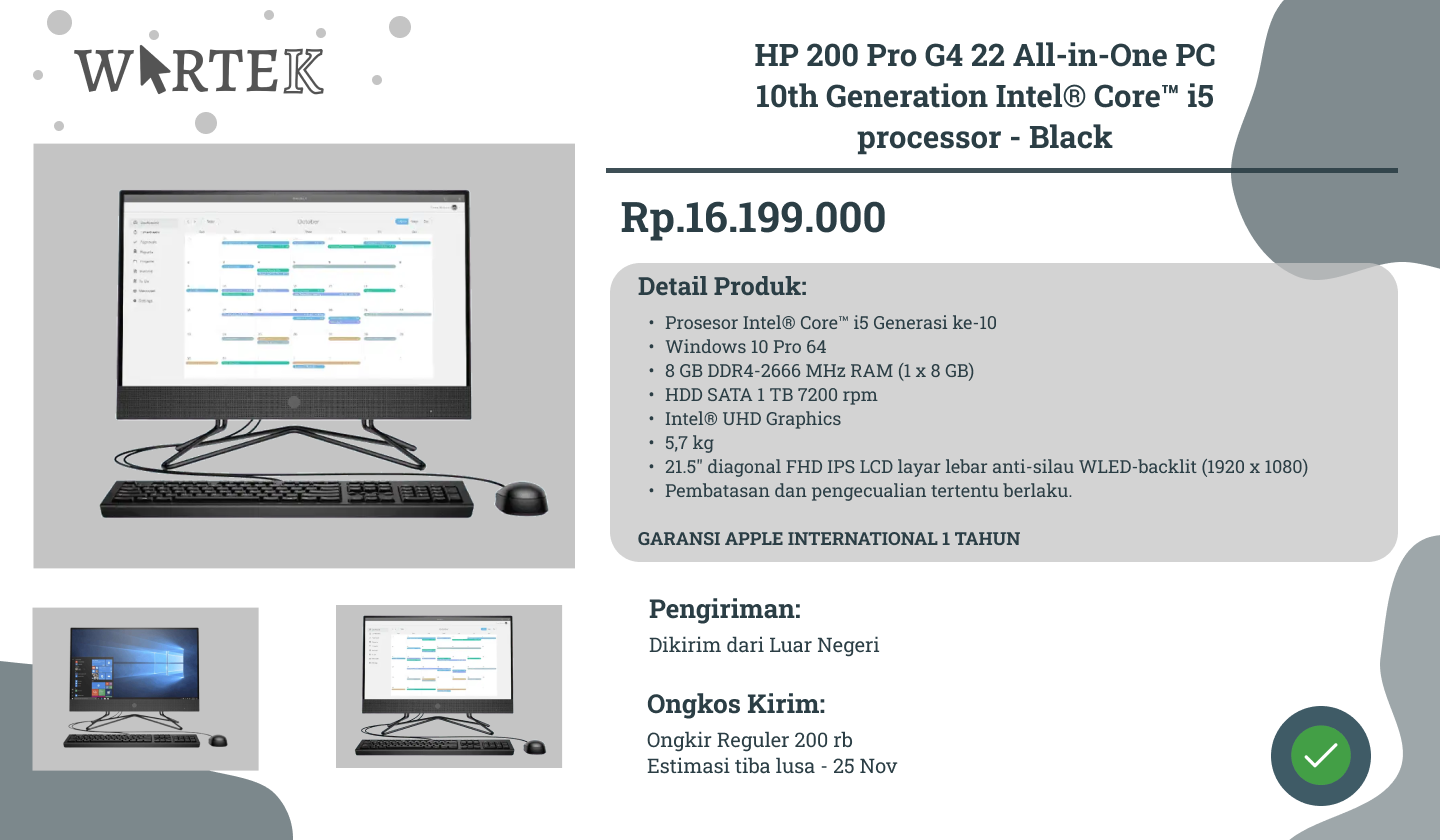 WARTEK
HP 200 Pro G4 22 All-in-One PC
10th Generation Intel® Core™ i5
processor - Black
Rp.16.199.000
Detail Produk:
• Prosesor Intel® Core™ i5 Generasi ke-10
• Windows 10 Pro 64
• 8 GB DDR4-2666 MHz RAM (1 x 8 GB)
• HDD SATA 1 TB 7200 rpm
• Intel® UHD Graphics
• 5,7 kg
• 21.5" diagonal FHD IPS LCD layar lebar anti-silau WLED-backlit (1920 x 1080)
• Pembatasan dan pengecualian tertentu berlaku.
GARANSI APPLE INTERNATIONAL 1 TAHUN
Pengiriman:
Dikirim dari Luar Negeri
Ongkos Kirim:
Ongkir Reguler 200 rb
Estimasi tiba lusa - 25 Nov
October